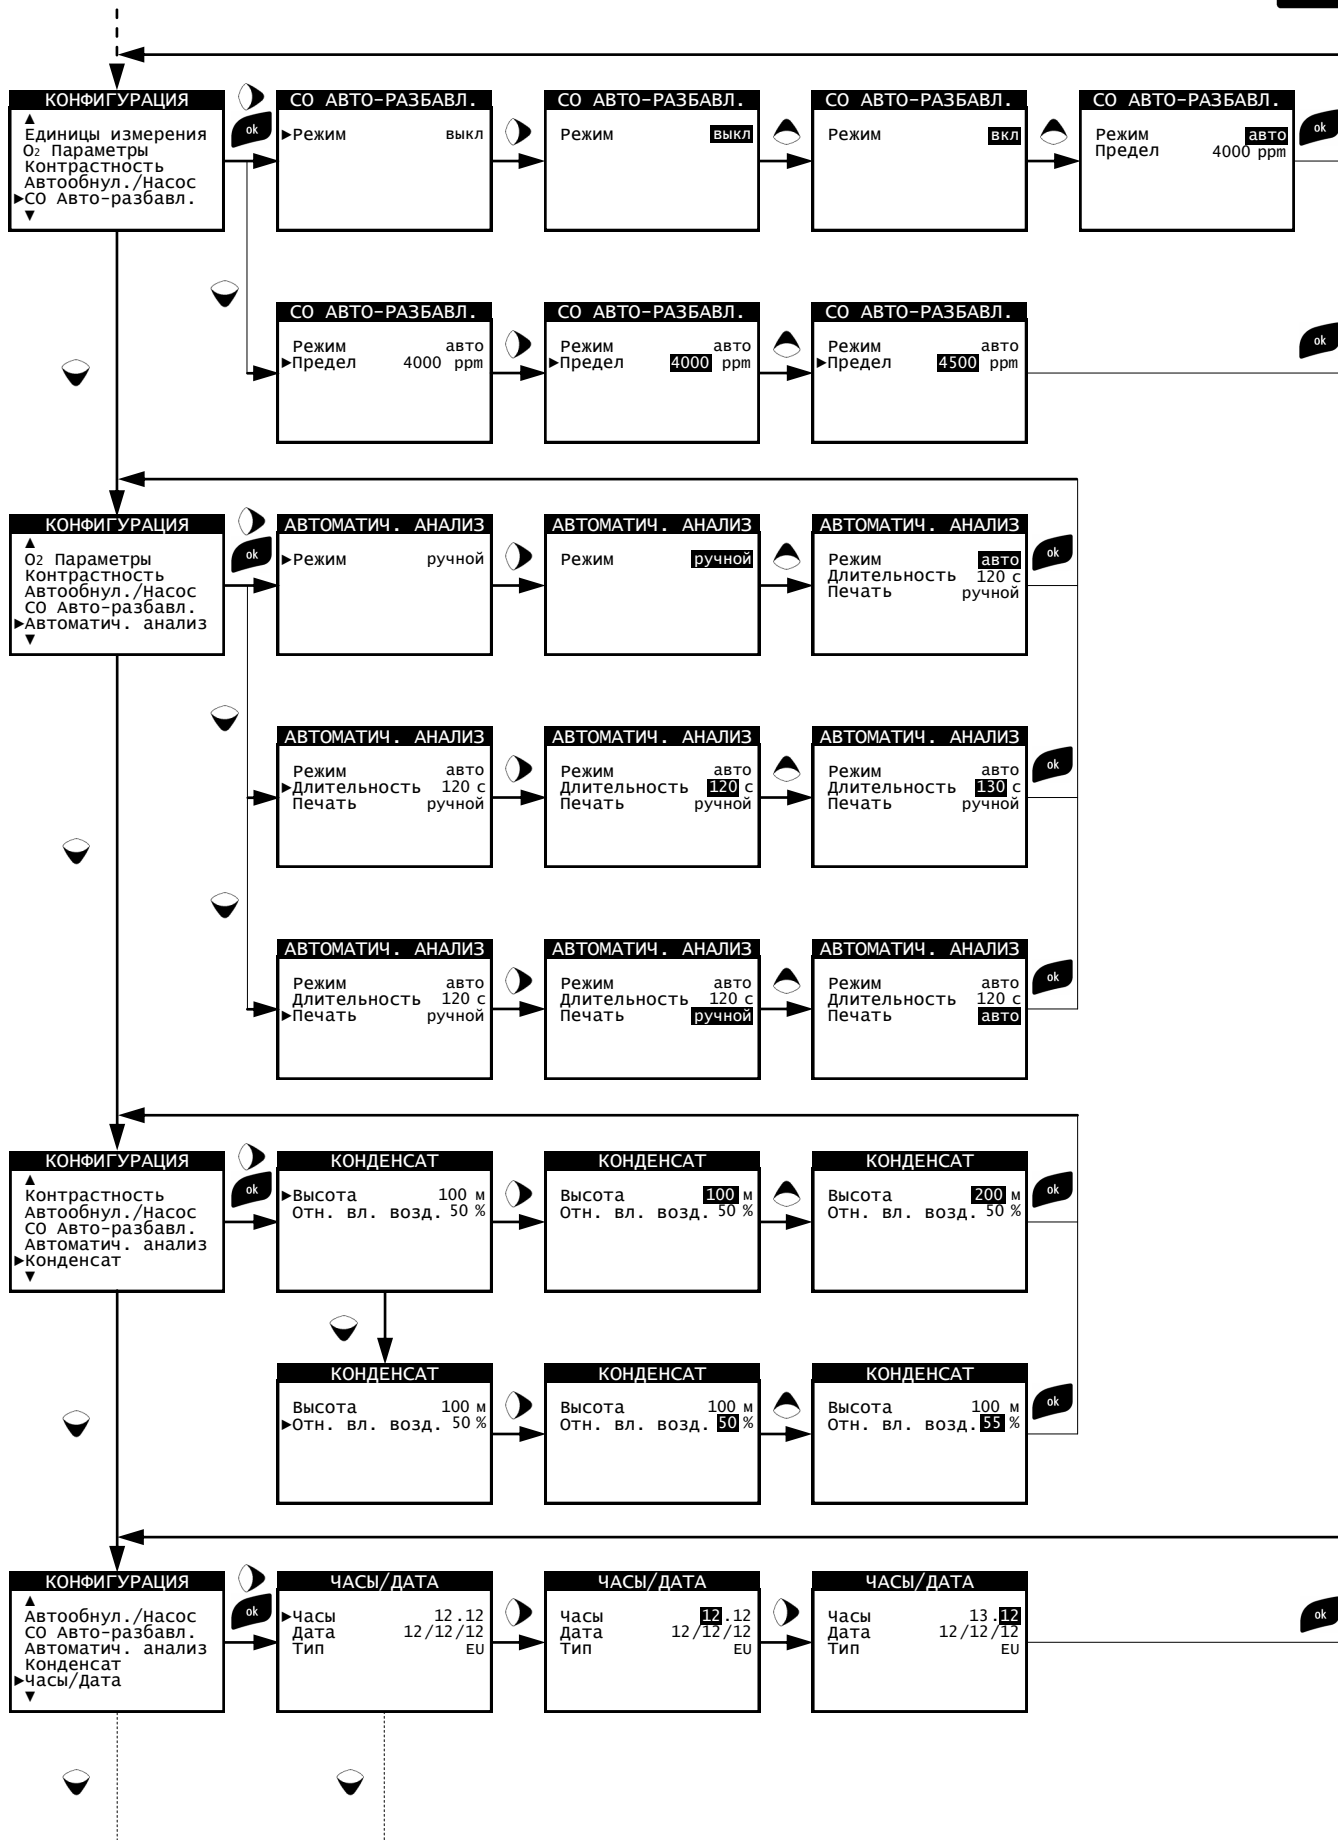 КОНФИГУРАЦИЯ
▲
Единицы измерения
O₂ Параметры
Контрастность
Автообнул./Насос
▶СО Авто-разбавл.
▼
ok
СО АВТО-РАЗБАВЛ.
▶Режим выкл
СО АВТО-РАЗБАВЛ.
Режим выкл
СО АВТО-РАЗБАВЛ.
Режим вкл
СО АВТО-РАЗБАВЛ.
Режим авто
Предел 4000 ppm
ok
СО АВТО-РАЗБАВЛ.
Режим авто
▶Предел 4000 ppm
СО АВТО-РАЗБАВЛ.
Режим авто
▶Предел 4000 ppm
СО АВТО-РАЗБАВЛ.
Режим авто
▶Предел 4500 ppm
ok
КОНФИГУРАЦИЯ
▲
O₂ Параметры
Контрастность
Автообнул./Насос
СО Авто-разбавл.
▶Автоматич. анализ
▼
ok
АВТОМАТИЧ. АНАЛИЗ
▶Режим ручной
АВТОМАТИЧ. АНАЛИЗ
Режим ручной
АВТОМАТИЧ. АНАЛИЗ
Режим авто
Длительность 120 с
Печать ручной
ok
АВТОМАТИЧ. АНАЛИЗ
Режим авто
▶Длительность 120 с
Печать ручной
АВТОМАТИЧ. АНАЛИЗ
Режим авто
Длительность 120 с
Печать ручной
АВТОМАТИЧ. АНАЛИЗ
Режим авто
Длительность 130 с
Печать ручной
ok
АВТОМАТИЧ. АНАЛИЗ
Режим авто
Длительность 120 с
▶Печать ручной
АВТОМАТИЧ. АНАЛИЗ
Режим авто
Длительность 120 с
Печать ручной
АВТОМАТИЧ. АНАЛИЗ
Режим авто
Длительность 120 с
Печать авто
ok
КОНФИГУРАЦИЯ
▲
Контрастность
Автообнул./Насос
СО Авто-разбавл.
Автоматич. анализ
▶Конденсат
▼
ok
КОНДЕНСАТ
▶Высота 100 м
Отн. вл. возд. 50 %
КОНДЕНСАТ
Высота 100 м
Отн. вл. возд. 50 %
КОНДЕНСАТ
Высота 200 м
Отн. вл. возд. 50 %
ok
КОНДЕНСАТ
Высота 100 м
▶Отн. вл. возд. 50 %
КОНДЕНСАТ
Высота 100 м
Отн. вл. возд. 50 %
КОНДЕНСАТ
Высота 100 м
Отн. вл. возд. 55 %
ok
КОНФИГУРАЦИЯ
▲
Автообнул./Насос
СО Авто-разбавл.
Автоматич. анализ
Конденсат
▶Часы/Дата
▼
ok
ЧАСЫ/ДАТА
▶Часы 12.12
Дата 12/12/12
Тип EU
ЧАСЫ/ДАТА
Часы 12.12
Дата 12/12/12
Тип EU
ЧАСЫ/ДАТА
Часы 13.12
Дата 12/12/12
Тип EU
ok